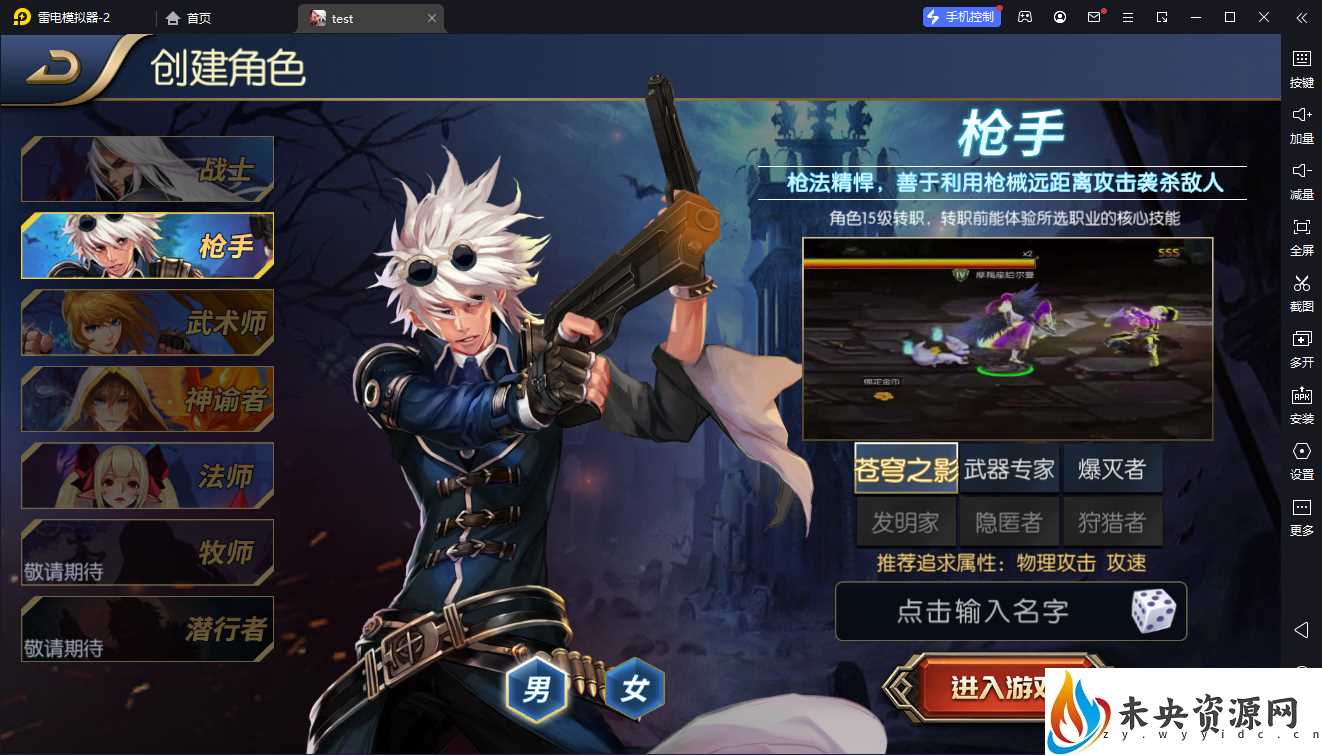 雷电模拟器-2
首页
test
手机控制
创建角色
战士
枪手
武术师
神谕者
法师
牧师
敬请期待
潜行者
敬请期待
枪手
枪法精悍，善于利用枪械远距离攻击袭杀敌人
角色15级转职，转职前能体验所选职业的核心技能
x2
SSS
IV
绑定金币
苍穹之影 武器专家 爆灭者
发明家 隐匿者 狩猎者
推荐追求属性：物理攻击 攻速
点击输入名字
男
女
进入游戏
按键
加量
减量
全屏
截图
多开
APK
安装
设置
更多
未央资源网
zy.wyyidc.cn